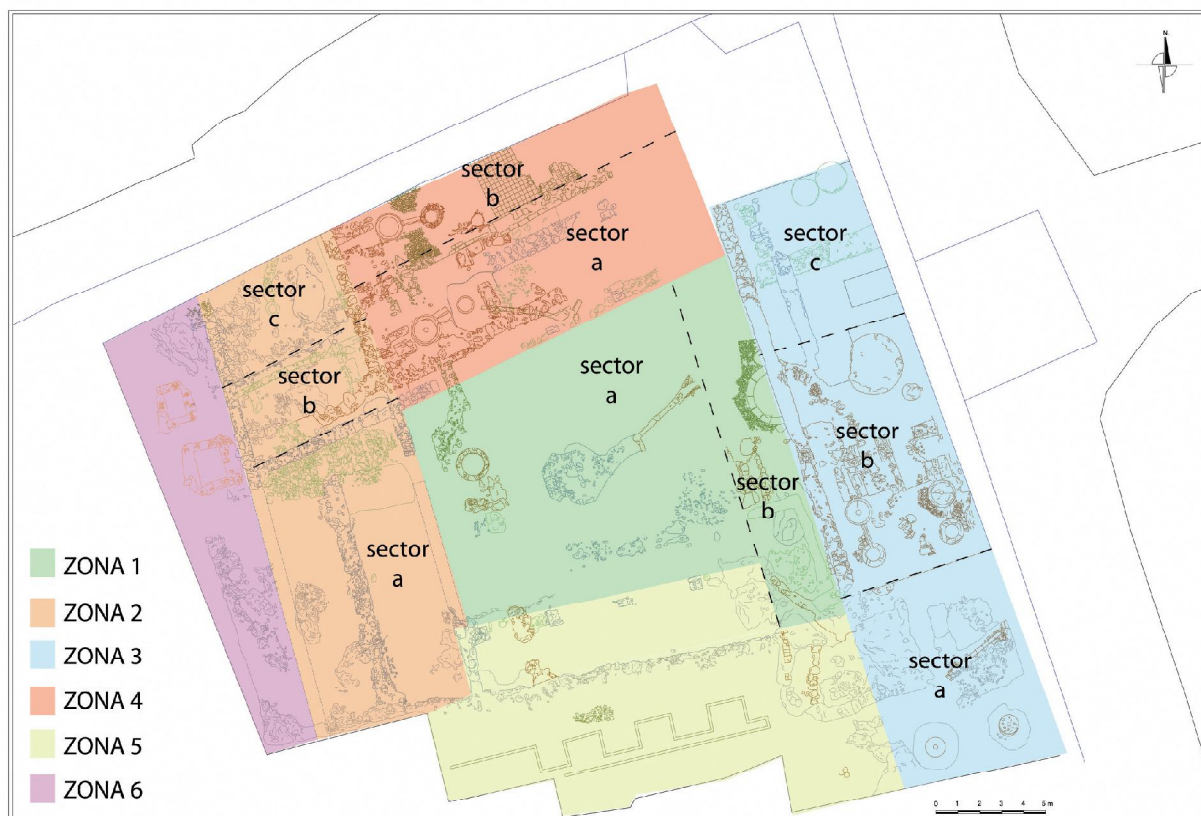 N
sector
b
sector
a
sector
c
sector
c
sector
b
sector
a
sector
b
sector
b
sector
a
sector
a
ZONA 1
ZONA 2
ZONA 3
ZONA 4
ZONA 5
ZONA 6
0 1 2 3 4 5 m